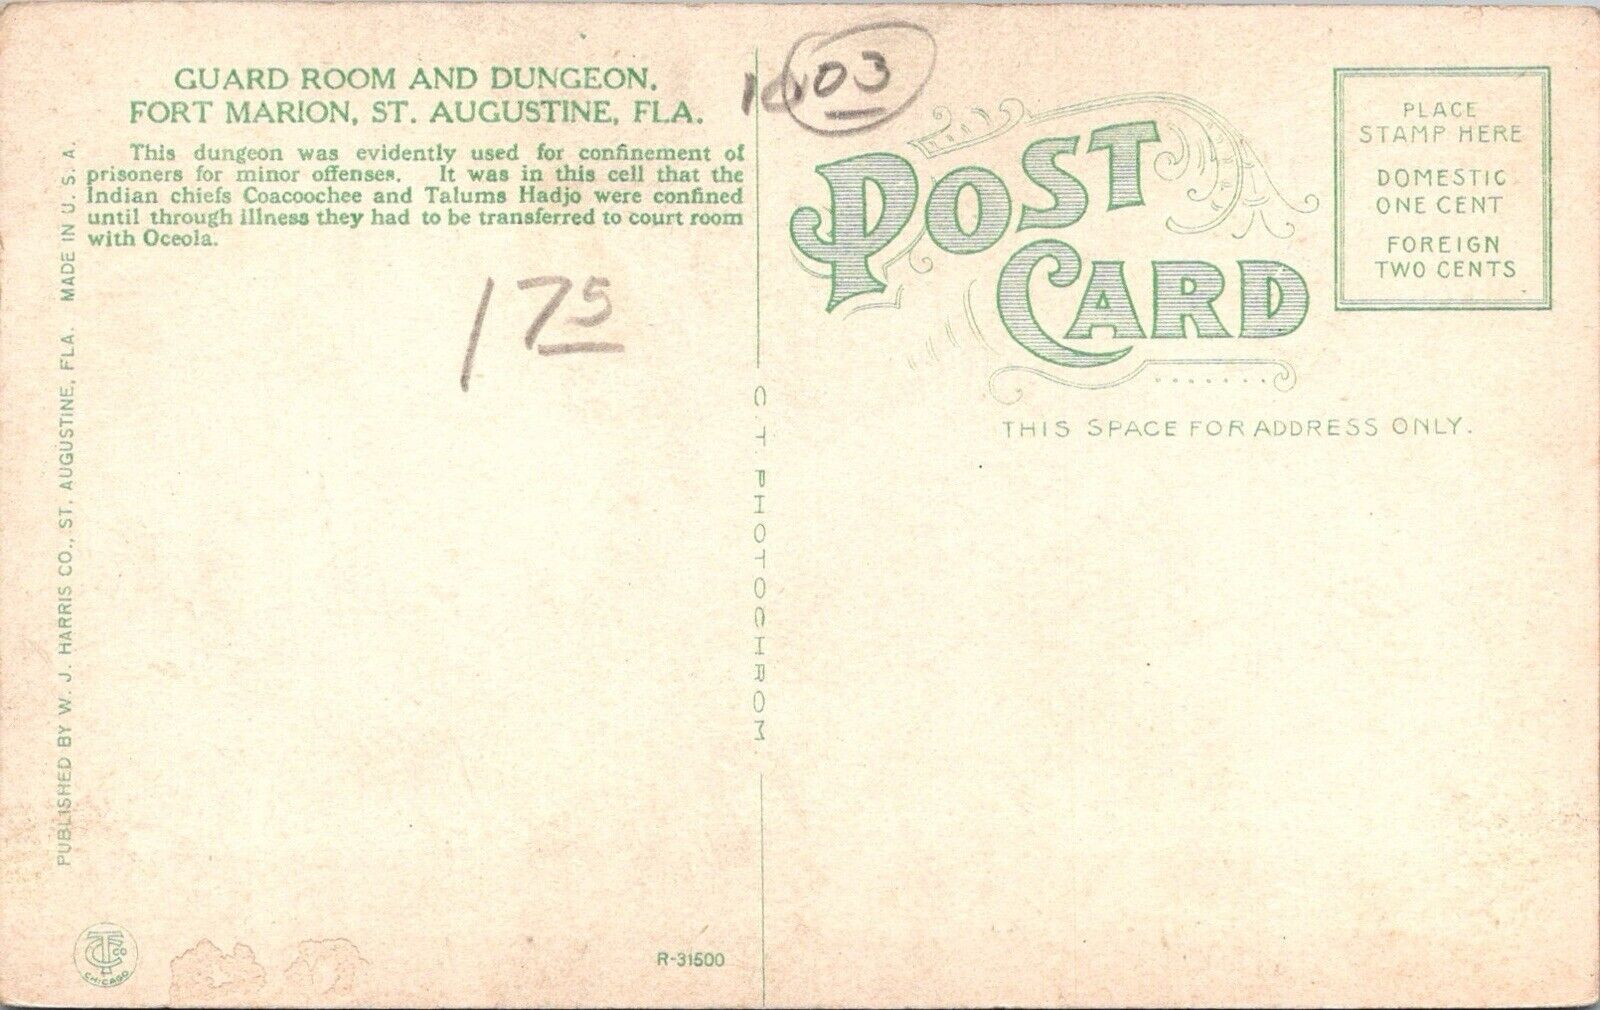 GUARD ROOM AND DUNGEON,
FORT MARION, ST. AUGUSTINE, FLA.
This dungeon was evidently used for confinement of
prisoners for minor offenses. It was in this cell that the
Indian chiefs Coacoochee and Talums Hadjo were confined
until through illness they had to be transferred to court room
with Oceola.
175
PUBLISHED BY W. J. HARRIS CO., ST. AUGUSTINE, FLA. MADE IN U. S. A.
CTCo
CHICAGO
R-31500
C. T. PHOTOCHROM.
03
POST
CARD
THIS SPACE FOR ADDRESS ONLY.
PLACE
STAMP HERE
DOMESTIC
ONE CENT
FOREIGN
TWO CENTS